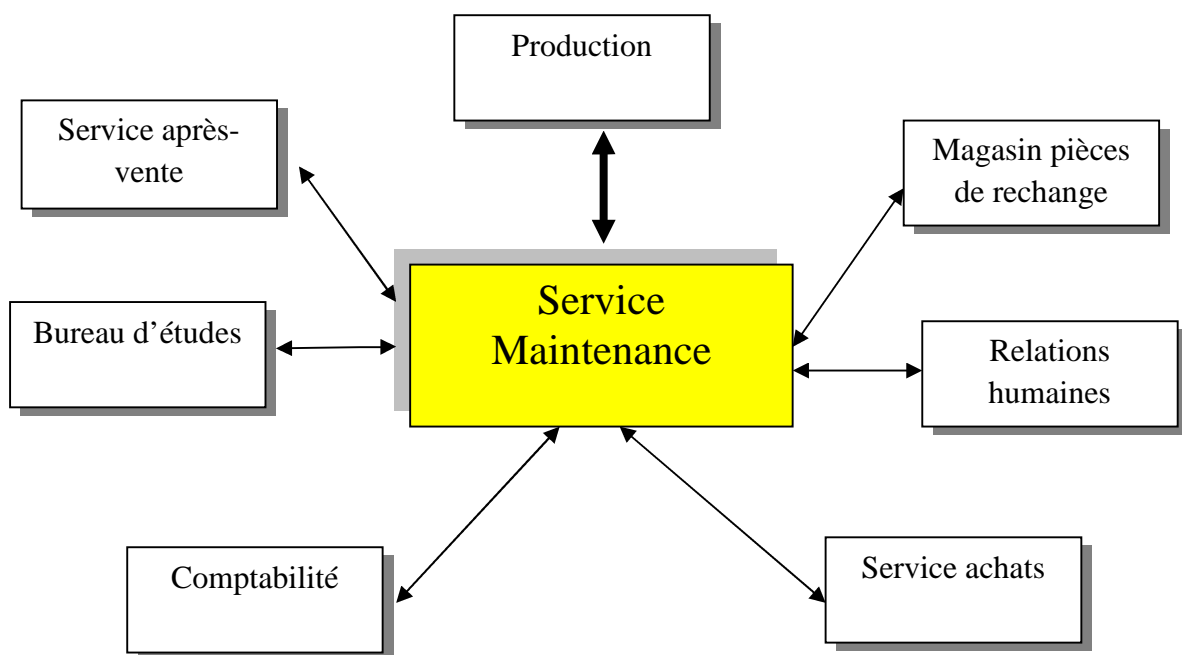 Production
Service après-
vente
Magasin pièces
de rechange
Service
Maintenance
Bureau d’études
Relations
humaines
Comptabilité
Service achats